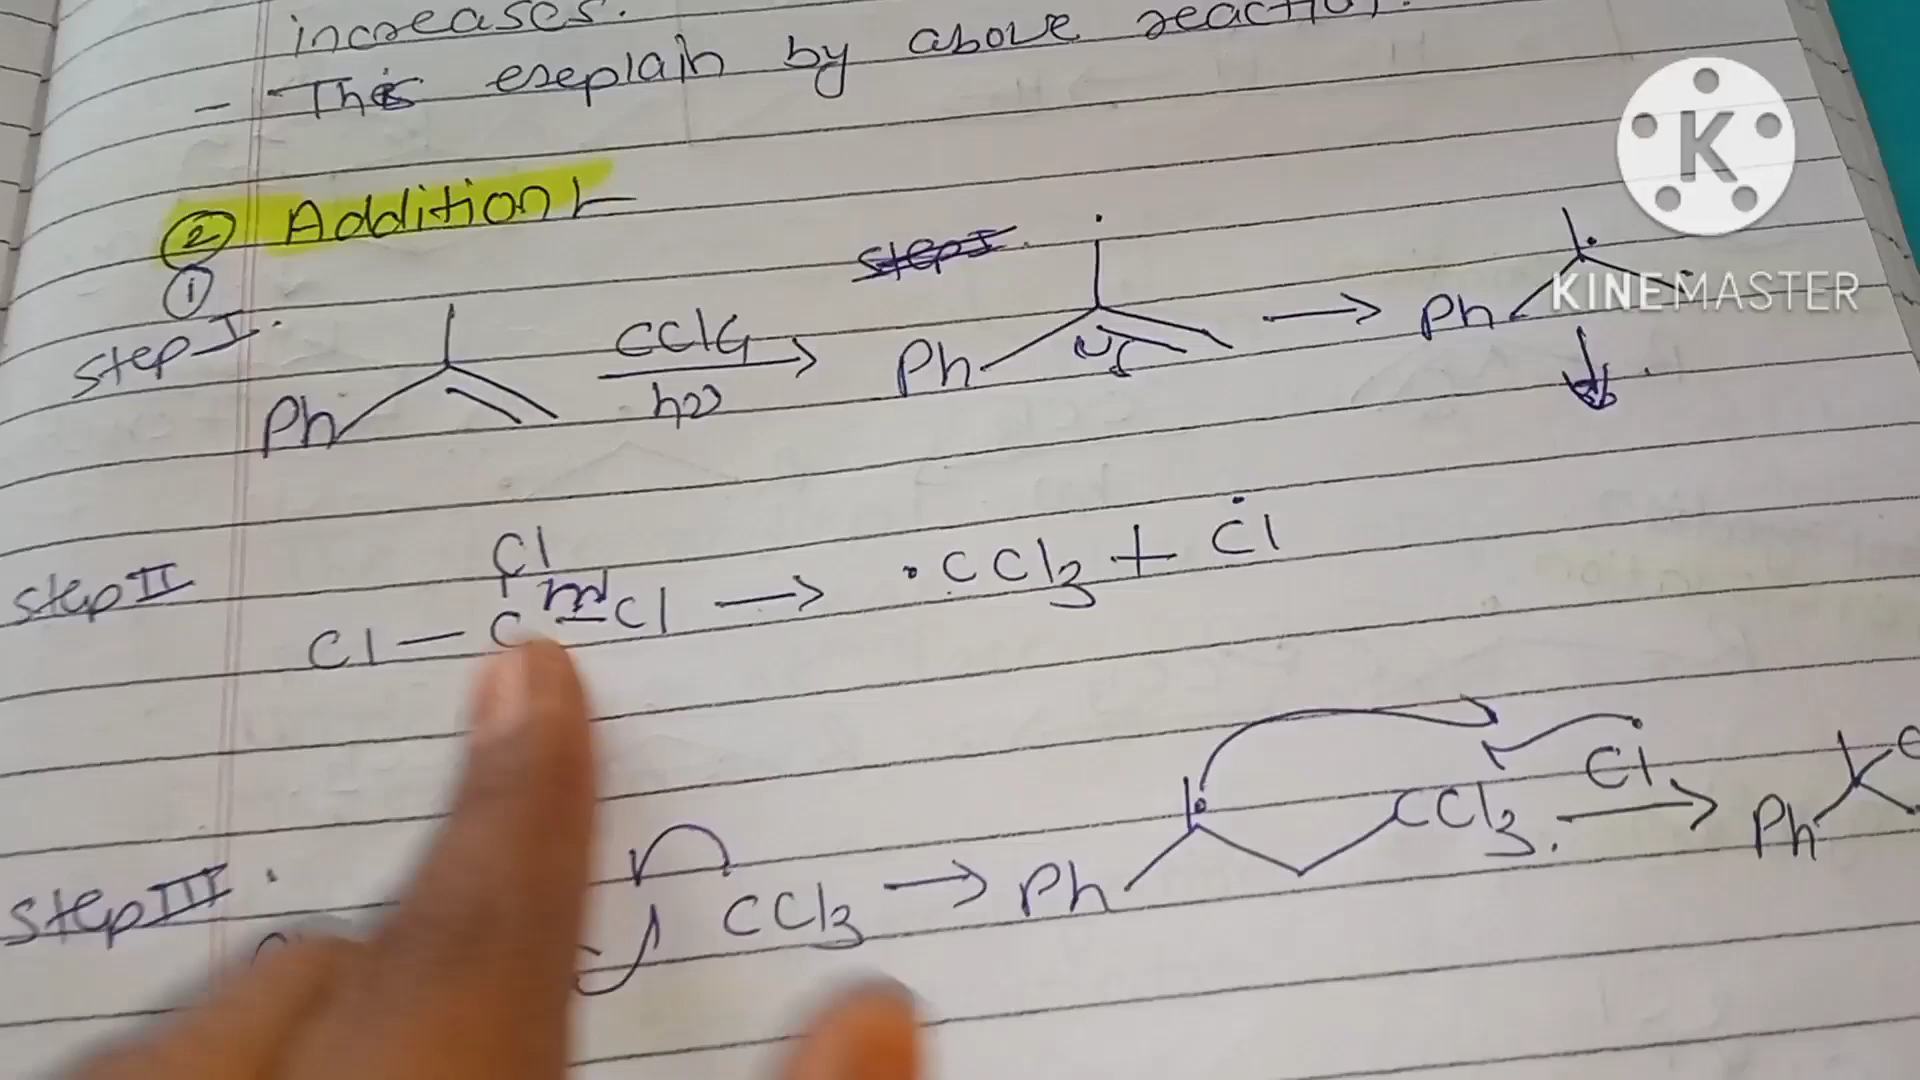 increases.
- This explain by above reaction.
② Addition :-
①
Step I.
Ph
CCl4
hν
Step I.
Ph
Ph
K
KINEMASTER
Step II
Cl
Cl — C — Cl → .CCl3 + Cl
Step III.
CCl3 → Ph
CCl3.
Cl
Ph